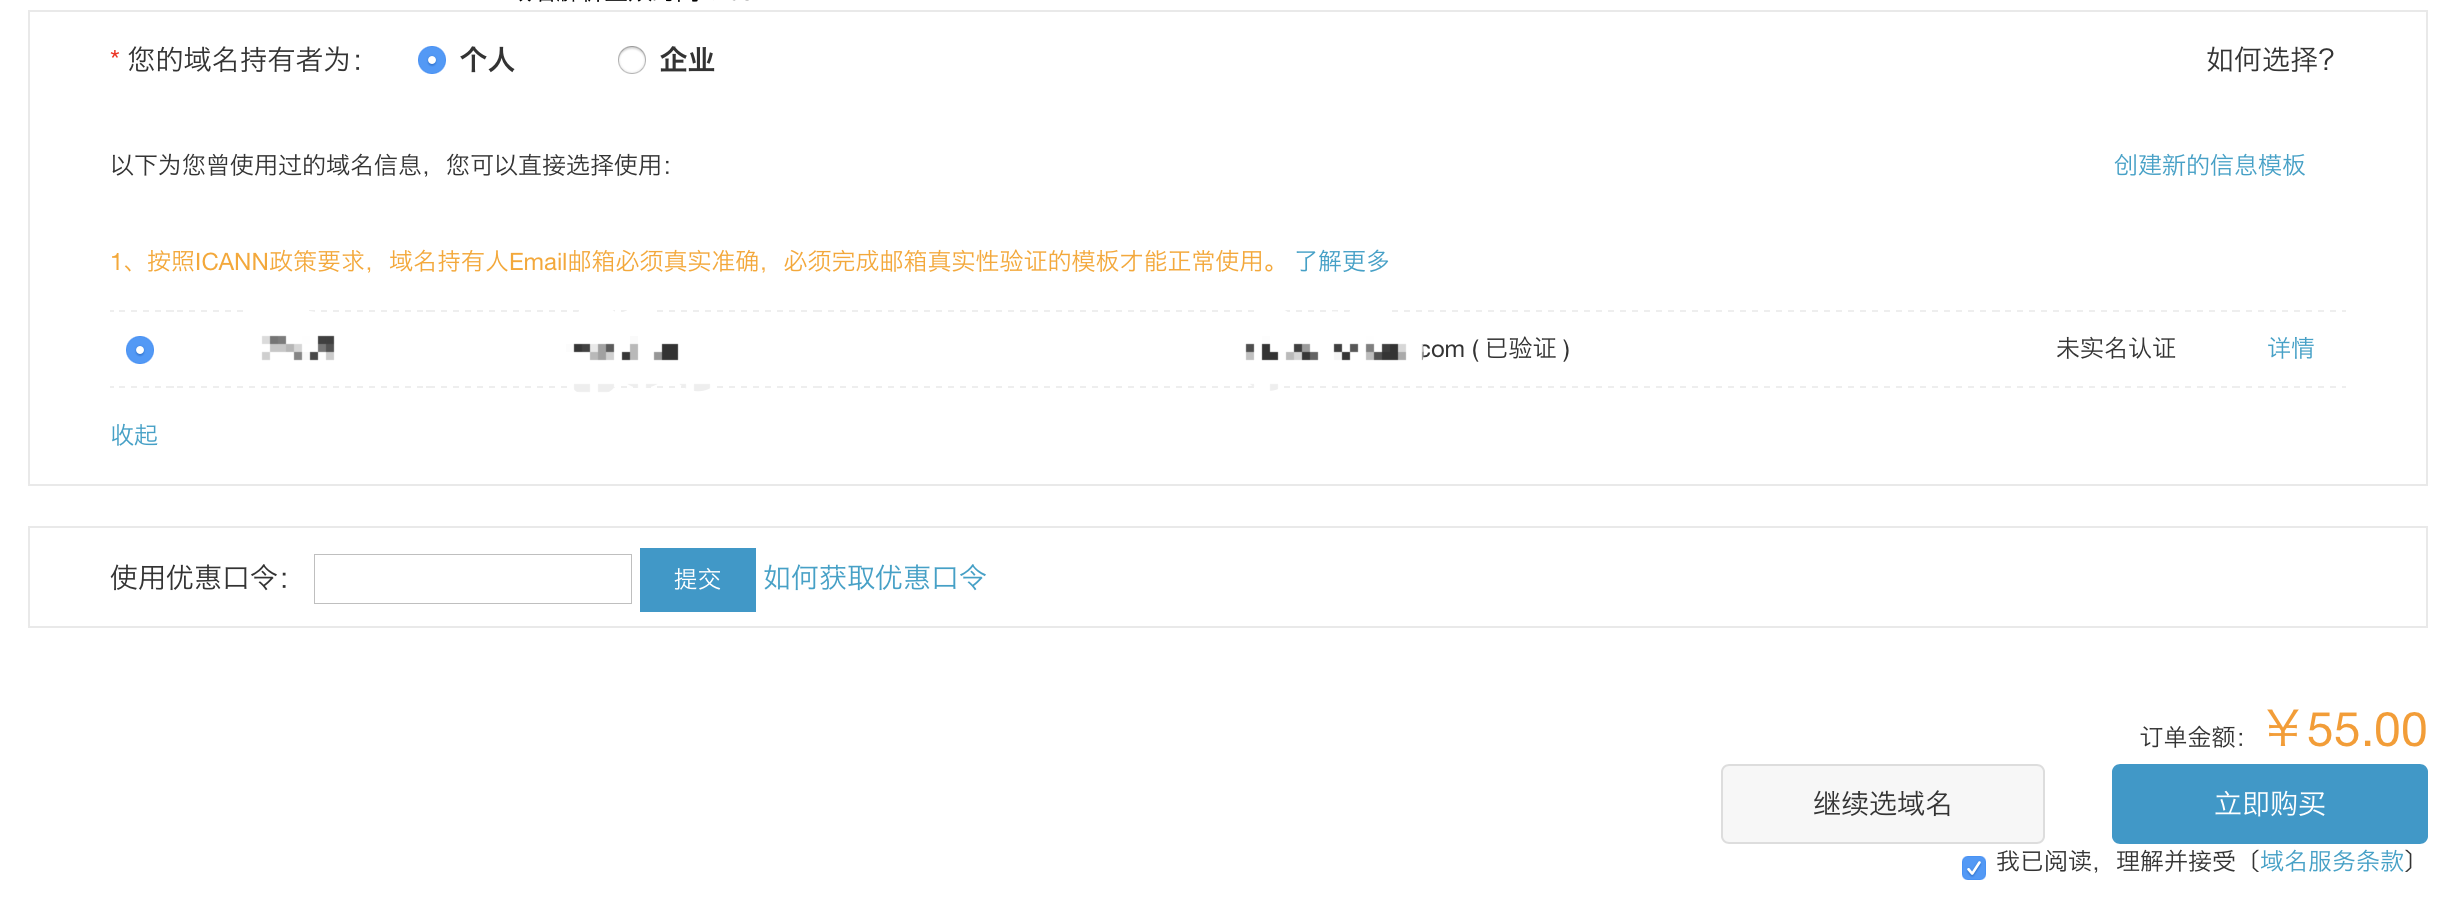 * 您的域名持有者为： 个人 企业 如何选择？
以下为您曾使用过的域名信息，您可以直接选择使用： 创建新的信息模板
1、按照ICANN政策要求，域名持有人Email邮箱必须真实准确，必须完成邮箱真实性验证的模板才能正常使用。 了解更多
com ( 已验证 ) 未实名认证 详情
收起
使用优惠口令： 提交 如何获取优惠口令
订单金额： ￥55.00
继续选域名 立即购买
我已阅读，理解并接受〔域名服务条款〕